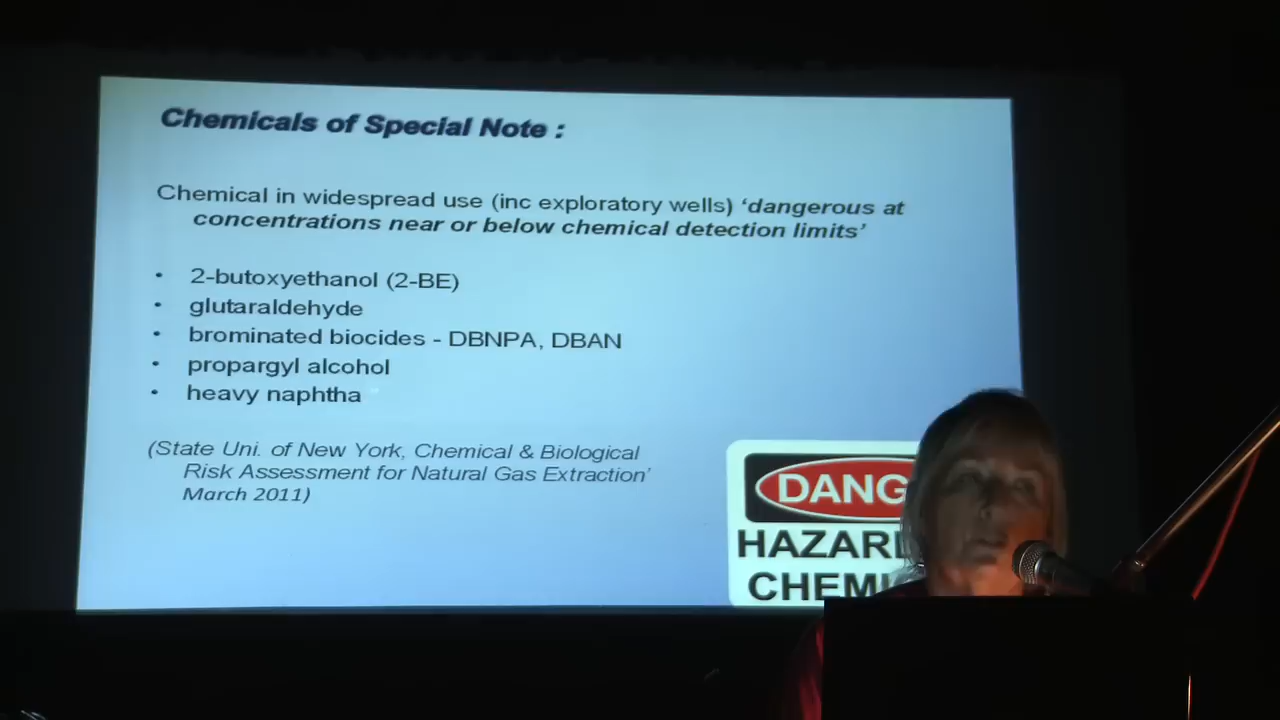 Chemicals of Special Note :
Chemical in widespread use (inc exploratory wells) ‘dangerous at
concentrations near or below chemical detection limits’
• 2-butoxyethanol (2-BE)
• glutaraldehyde
• brominated biocides - DBNPA, DBAN
• propargyl alcohol
• heavy naphtha
(State Uni. of New York, Chemical & Biological
Risk Assessment for Natural Gas Extraction’
March 2011)
DANG
HAZARD
CHEMI